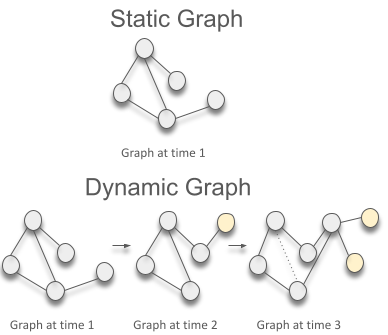 Static Graph
Graph at time 1
Dynamic Graph
Graph at time 1
Graph at time 2
Graph at time 3